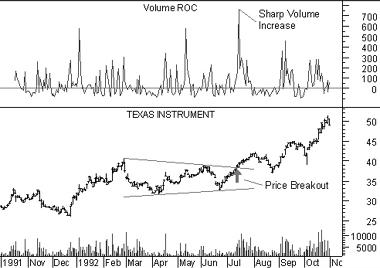 Volume ROC
Sharp Volume
Increase
700
600
500
400
300
200
100
0
-100
TEXAS INSTRUMENT
50
45
40
35
30
25
Price Breakout
10000
5000
1991 Nov Dec 1992 Feb Mar Apr May Jun Jul Aug Sep Oct No